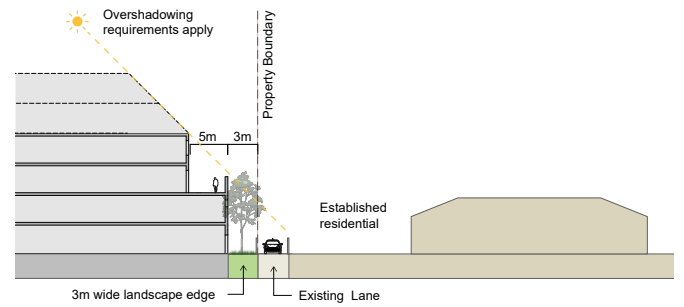 Overshadowing
requirements apply
Property Boundary
5m
3m
Established
residential
3m wide landscape edge
Existing Lane